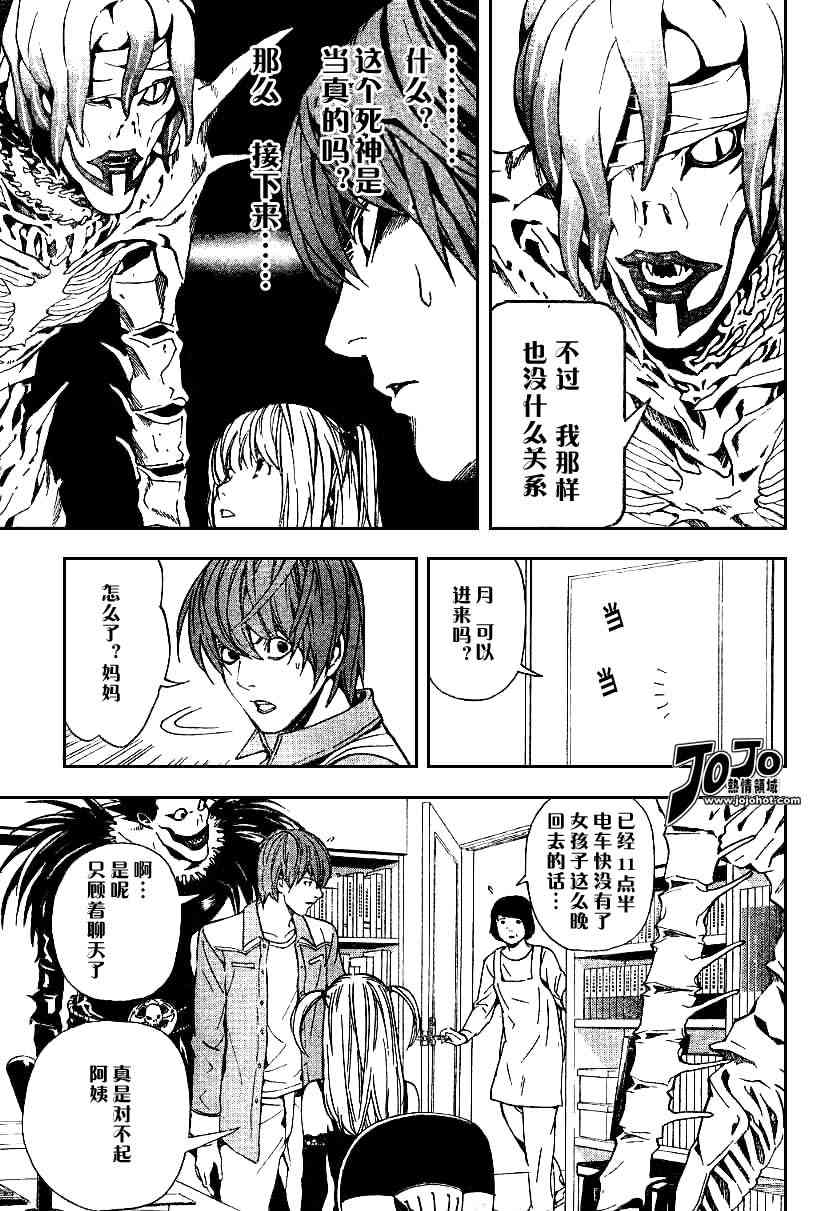 不过 我那样
也没什么关系
………………
什么？
这个死神是
当真的吗？
那么 接下来……
当
当
月 可以
进来吗？
怎么了？妈妈
已经 11点半
电车快没有了
女孩子这么晚
回去的话…
啊…
是呢
只顾着聊天了
真是对不起
阿姨
JOJO
熱情領域
www.jojohot.com